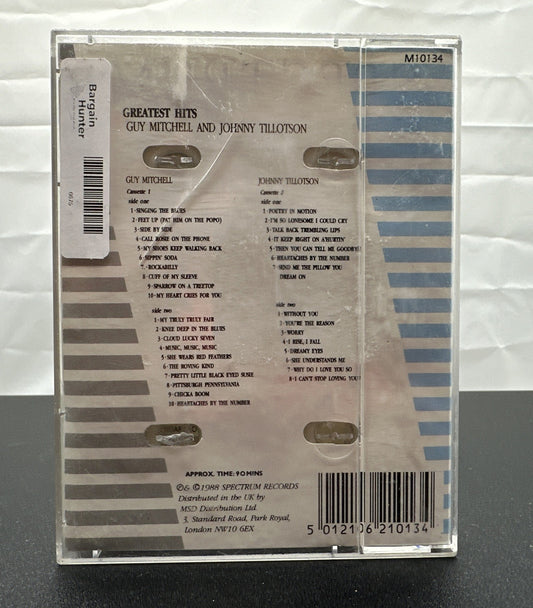 M10134
Bargain
Hunter
GREATEST HITS
GUY MITCHELL AND JOHNNY TILLOTSON
GUY MITCHELL
Cassette 1
side one
1-SINGING THE BLUES
2-FEET UP (PAT HIM ON THE POPO)
3-SIDE BY SIDE
4-CALL ROSIE ON THE PHONE
5-MY SHOES KEEP WALKING BACK
6-SIPPIN' SODA
7-ROCKABILLY
8-CUFF OF MY SLEEVE
9-SPARROW ON A TREETOP
10-MY HEART CRIES FOR YOU
side two
1-MY TRULY TRULY FAIR
2-KNEE DEEP IN THE BLUES
3-CLOUD LUCKY SEVEN
4-MUSIC, MUSIC, MUSIC
5-SHE WEARS RED FEATHERS
6-THE ROVING KIND
7-PRETTY LITTLE BLACK EYED SUSIE
8-PITTSBURGH PENNSYLVANIA
9-CHICKA BOOM
10-HEARTACHES BY THE NUMBER
JOHNNY TILLOTSON
Cassette 2
side one
1-POETRY IN MOTION
2-I'M SO LONESOME I COULD CRY
3-TALK BACK TREMBLING LIPS
4-IT KEEP RIGHT ON A'HURTIN'
5-THEN YOU CAN TELL ME GOODBYE
6-HEARTACHES BY THE NUMBER
7-SEND ME THE PILLOW YOU
DREAM ON
side two
1-WITHOUT YOU
2-YOU'RE THE REASON
3-WORRY
4-I RISE, I FALL
5-DREAMY EYES
6-SHE UNDERSTANDS ME
7-WHY DO I LOVE YOU SO
8-I CAN'T STOP LOVING YOU
APPROX. TIME: 90 MINS
℗& ©1988 SPECTRUM RECORDS
Distributed in the UK by
MSD Distribution Ltd.
3, Standard Road, Park Royal,
London NW10 6EX
5 012106 210134